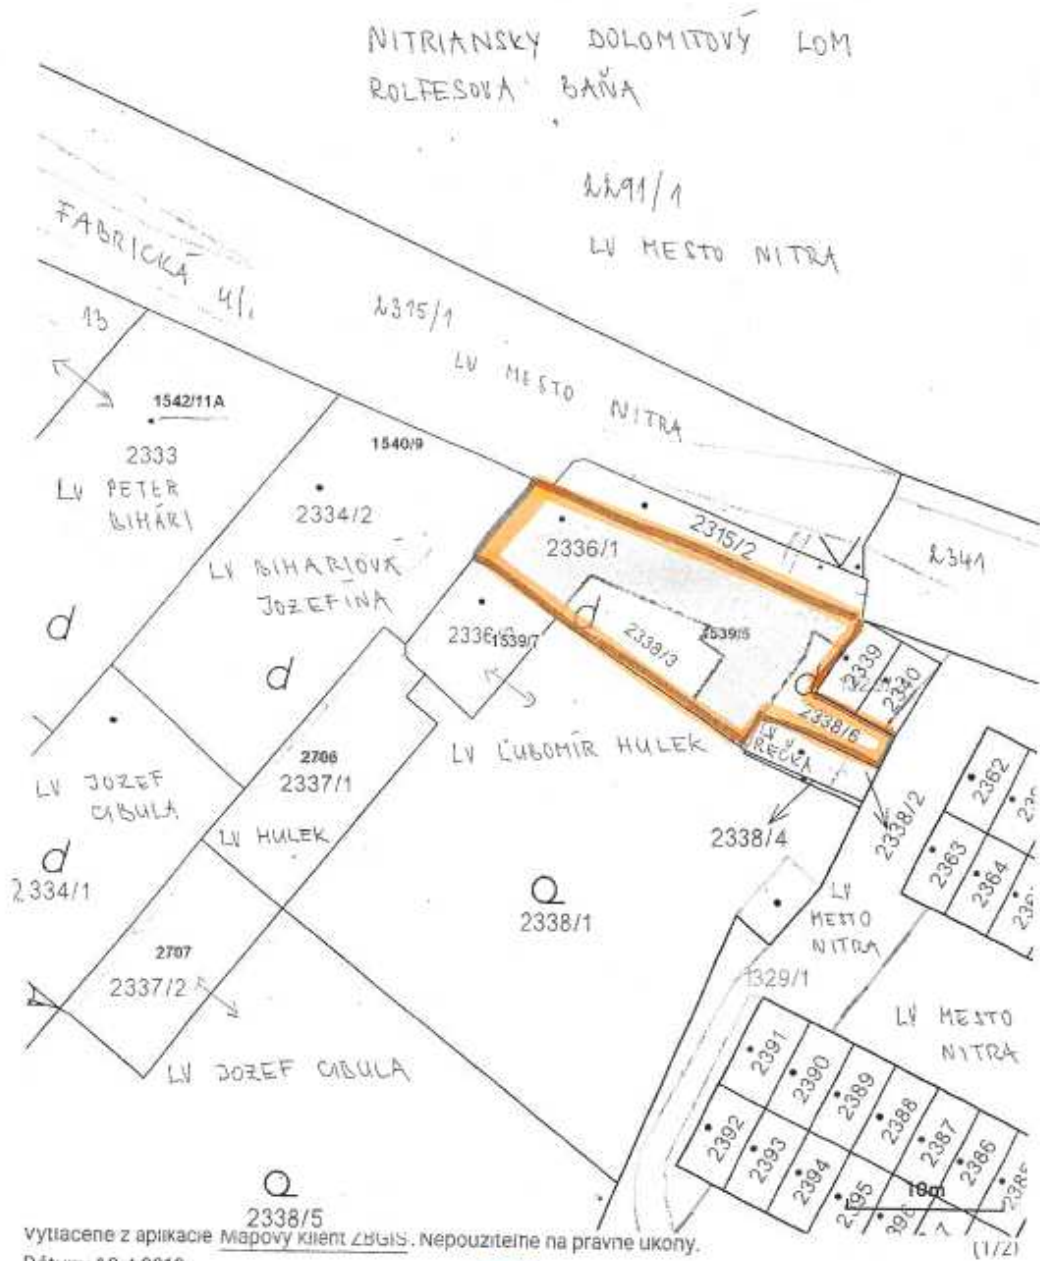 NITRIANSKY DOLOMITOVÝ LOM
ROLFESOVA BAŇA
2291/1
LV MESTO NITRA
FABRICKÁ Ul.
13
2315/1
LV MESTO NITRA
1542/11A
2333
LV PETER
BIHÁRI
1540/9
2334/2
LV BIHARIOVÁ
JOZEFÍNA
2336/1
2315/2
2341
1539/7
2338/3
1539/5
2339
2340
2338/6
LV
REČKA
LV ĽUBOMÍR HULEK
2338/4
2338/2
d
d
d
d
LV JOZEF
CIBULA
2706
2337/1
LV HULEK
2334/1
2338/1
2362
2363
2364
LV
MESTO
NITRA
2707
2337/2
1329/1
LV MESTO
NITRA
LV JOZEF CIBULA
2391
2390
2389
2388
2387
2386
2392
2393
2394
2395
10m
2338/5
Vytlačené z aplikácie Mapový klient ZBGIS. Nepoužiteľné na právne úkony.
(1/2)